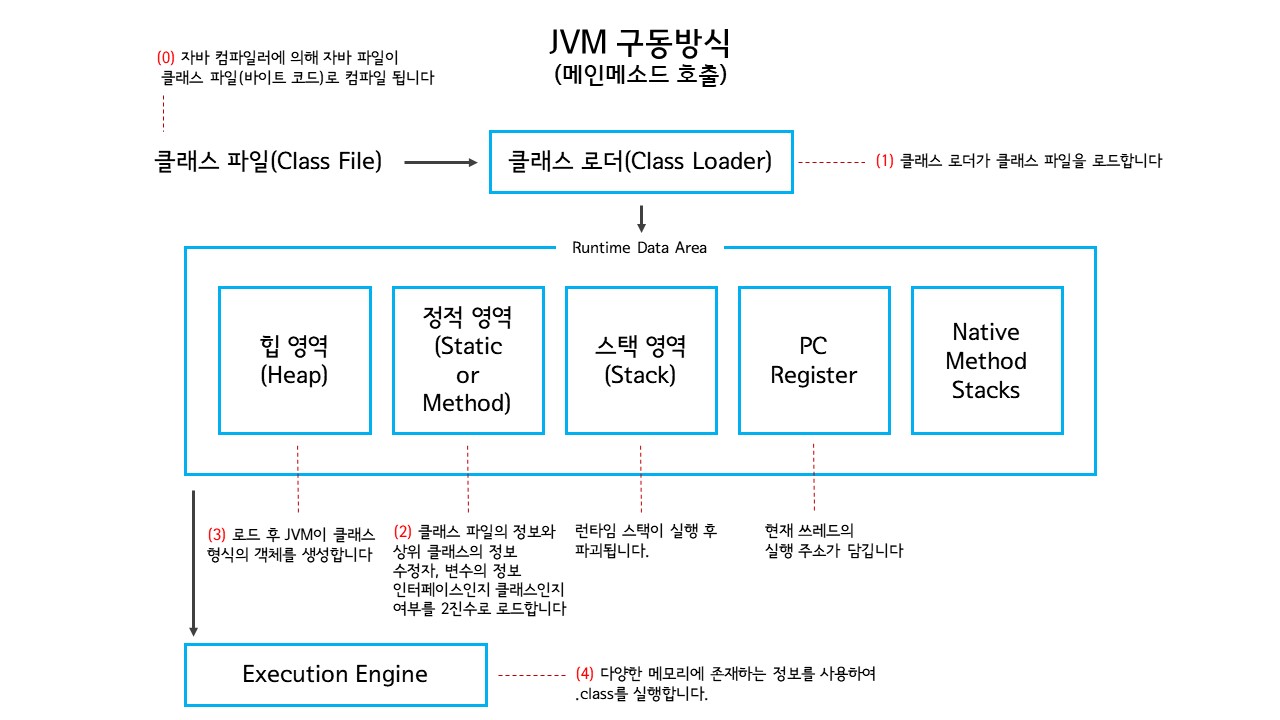 JVM 구동방식
(메인메소드 호출)
(0) 자바 컴파일러에 의해 자바 파일이
클래스 파일(바이트 코드)로 컴파일 됩니다
클래스 파일(Class File)
클래스 로더(Class Loader)
(1) 클래스 로더가 클래스 파일을 로드합니다
Runtime Data Area
힙 영역
(Heap)
정적 영역
(Static
or
Method)
스택 영역
(Stack)
PC
Register
Native
Method
Stacks
(3) 로드 후 JVM이 클래스
형식의 객체를 생성합니다
(2) 클래스 파일의 정보와
상위 클래스의 정보
수정자, 변수의 정보
인터페이스인지 클래스인지
여부를 2진수로 로드합니다
런타임 스택이 실행 후
파괴됩니다.
현재 쓰레드의
실행 주소가 담깁니다
Execution Engine
(4) 다양한 메모리에 존재하는 정보를 사용하여
.class를 실행합니다.